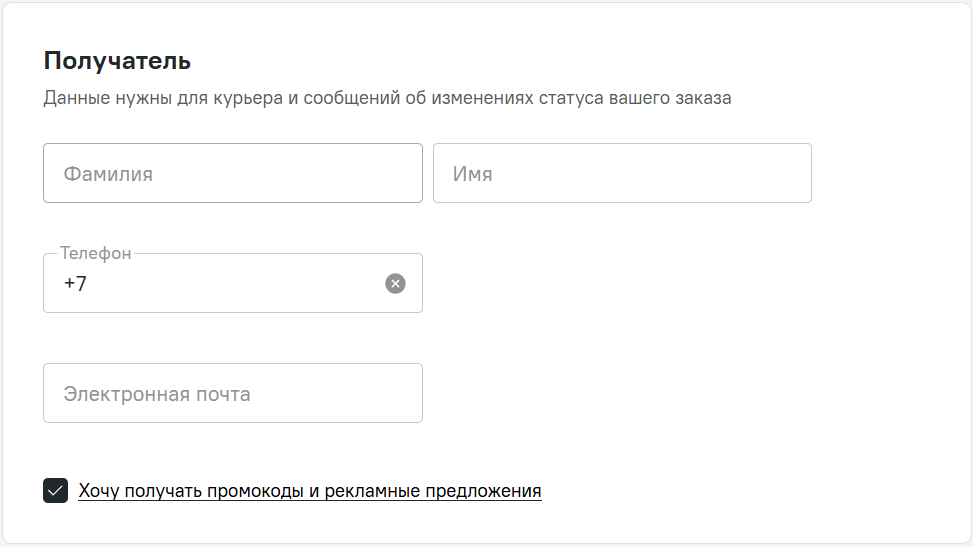 Получатель
Данные нужны для курьера и сообщений об изменениях статуса вашего заказа
Фамилия
Имя
Телефон
+7
Электронная почта
Хочу получать промокоды и рекламные предложения